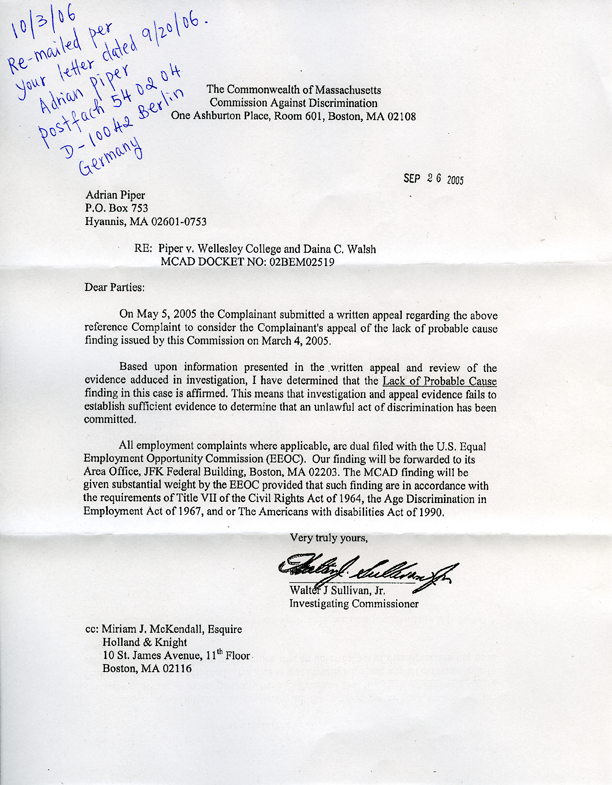 10/3/06
Re-mailed per
your letter dated 9/20/06.
Adrian Piper
Postfach 54 02 04
D-10042 Berlin
Germany
The Commonwealth of Massachusetts
Commission Against Discrimination
One Ashburton Place, Room 601, Boston, MA 02108
SEP 26 2005
Adrian Piper
P.O. Box 753
Hyannis, MA 02601-0753
RE: Piper v. Wellesley College and Daina C. Walsh
MCAD DOCKET NO: 02BEM02519
Dear Parties:
On May 5, 2005 the Complainant submitted a written appeal regarding the above
reference Complaint to consider the Complainant's appeal of the lack of probable cause
finding issued by this Commission on March 4, 2005.
Based upon information presented in the written appeal and review of the
evidence adduced in investigation, I have determined that the Lack of Probable Cause
finding in this case is affirmed. This means that investigation and appeal evidence fails to
establish sufficient evidence to determine that an unlawful act of discrimination has been
committed.
All employment complaints where applicable, are dual filed with the U.S. Equal
Employment Opportunity Commission (EEOC). Our finding will be forwarded to its
Area Office, JFK Federal Building, Boston, MA 02203. The MCAD finding will be
given substantial weight by the EEOC provided that such finding are in accordance with
the requirements of Title VII of the Civil Rights Act of 1964, the Age Discrimination in
Employment Act of 1967, and or The Americans with disabilities Act of 1990.
Very truly yours,
Walter J. Sullivan Jr
Walter J Sullivan, Jr.
Investigating Commissioner
cc: Miriam J. McKendall, Esquire
Holland & Knight
10 St. James Avenue, 11th Floor
Boston, MA 02116